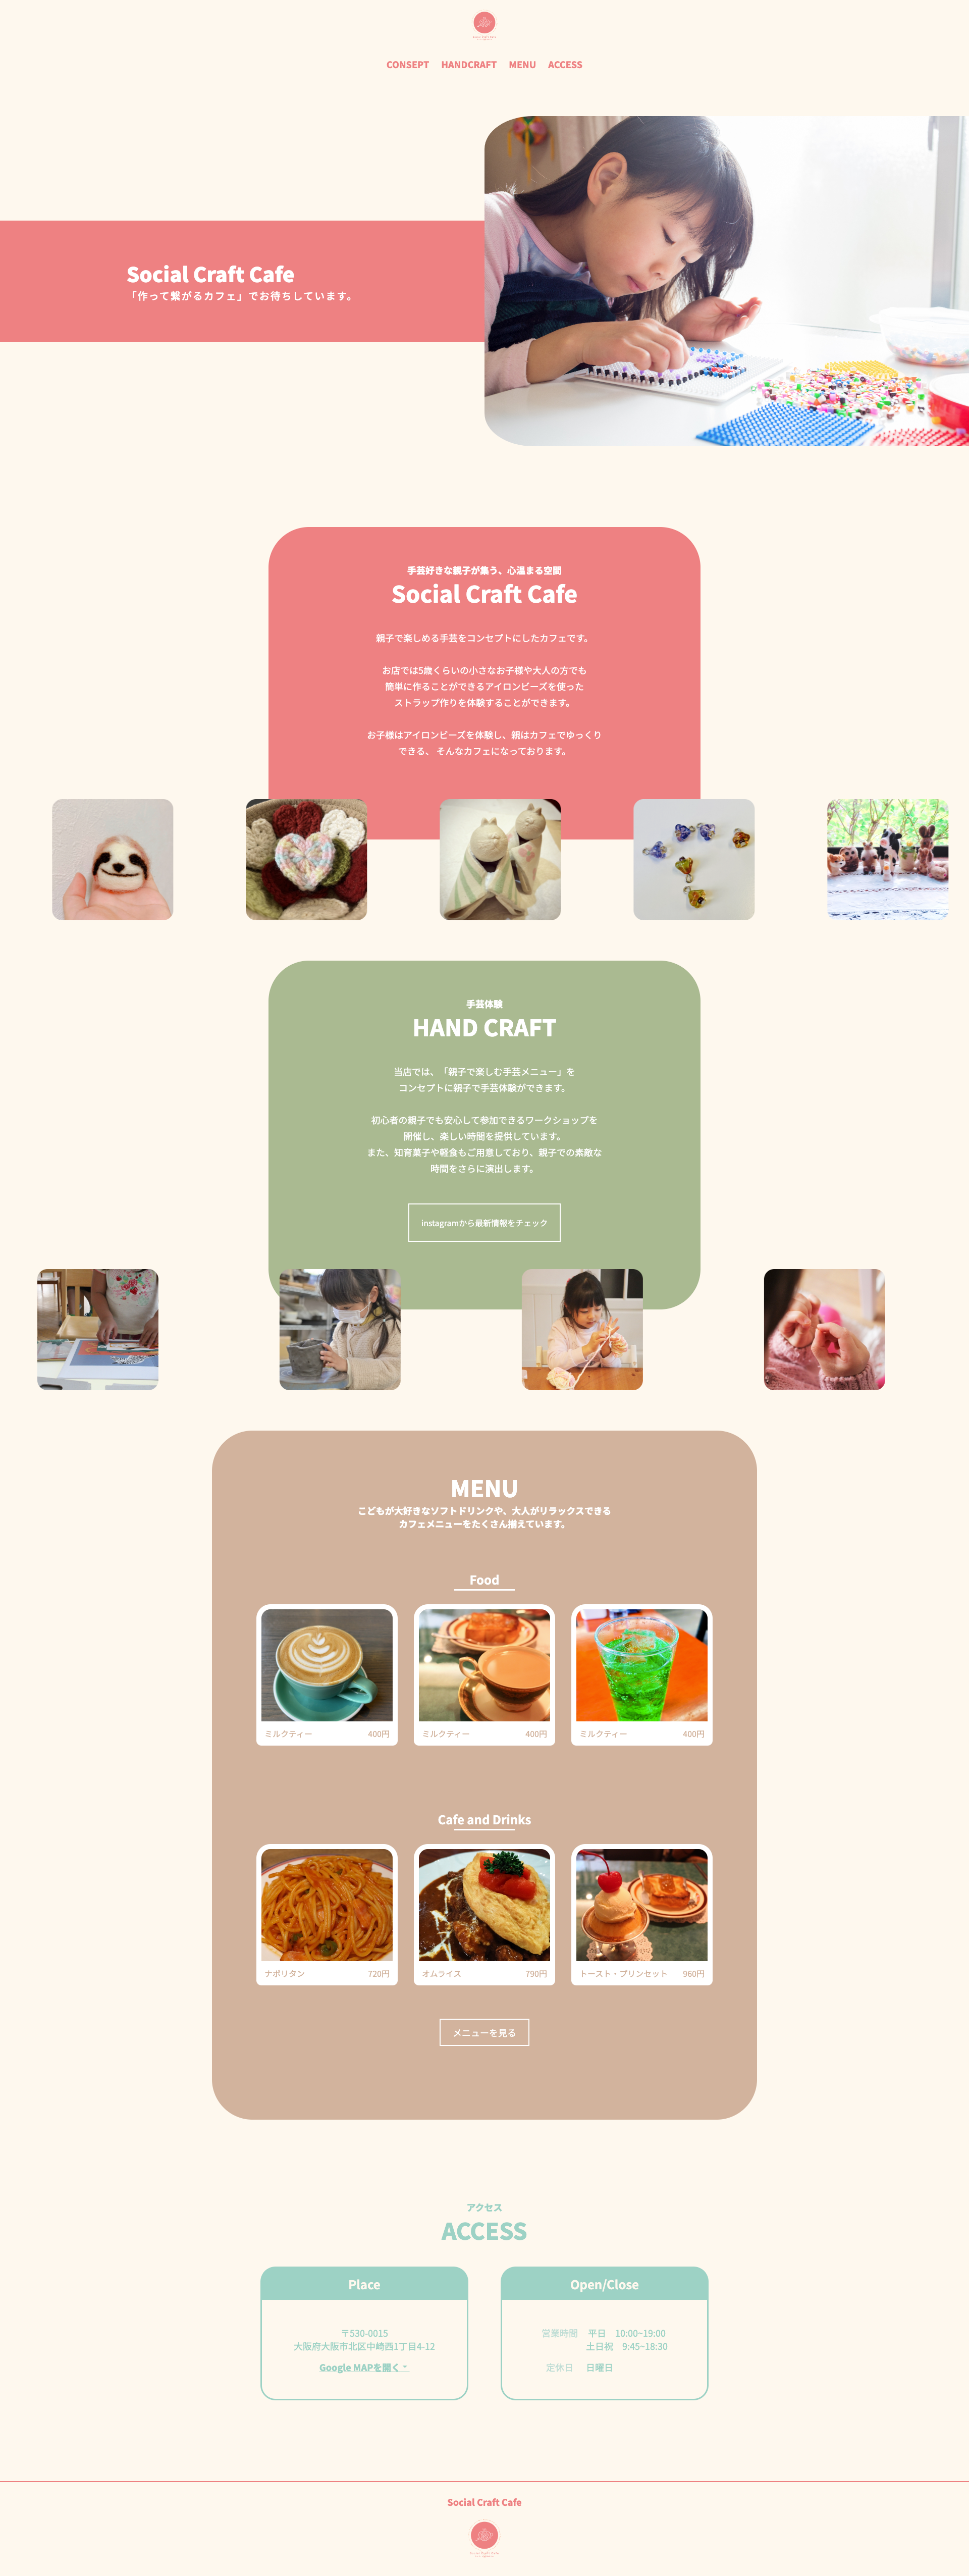 CONSEPT HANDCRAFT MENU ACCESS
Social Craft Cafe
「作って繋がるカフェ」でお待ちしています。
手芸好きな親子が集う、心温まる空間
Social Craft Cafe
親子で楽しめる手芸をコンセプトにしたカフェです。
お店では5歳くらいの小さなお子様や大人の方でも
簡単に作ることができるアイロンビーズを使った
ストラップ作りを体験することができます。
お子様はアイロンビーズを体験し、親はカフェでゆっくり
できる、 そんなカフェになっております。
手芸体験
HAND CRAFT
当店では、「親子で楽しむ手芸メニュー」を
コンセプトに親子で手芸体験ができます。
初心者の親子でも安心して参加できるワークショップを
開催し、楽しい時間を提供しています。
また、知育菓子や軽食もご用意しており、親子での素敵な
時間をさらに演出します。
instagramから最新情報をチェック
MENU
こどもが大好きなソフトドリンクや、大人がリラックスできる
カフェメニューをたくさん揃えています。
Food
ミルクティー 400円
ミルクティー 400円
ミルクティー 400円
Cafe and Drinks
ナポリタン 720円
オムライス 790円
トースト・プリンセット 960円
メニューを見る
アクセス
ACCESS
Place
〒530-0015
大阪府大阪市北区中崎西1丁目4-12
Google MAPを開く
Open/Close
営業時間 平日 10:00~19:00
土日祝 9:45~18:30
定休日 日曜日
Social Craft Cafe